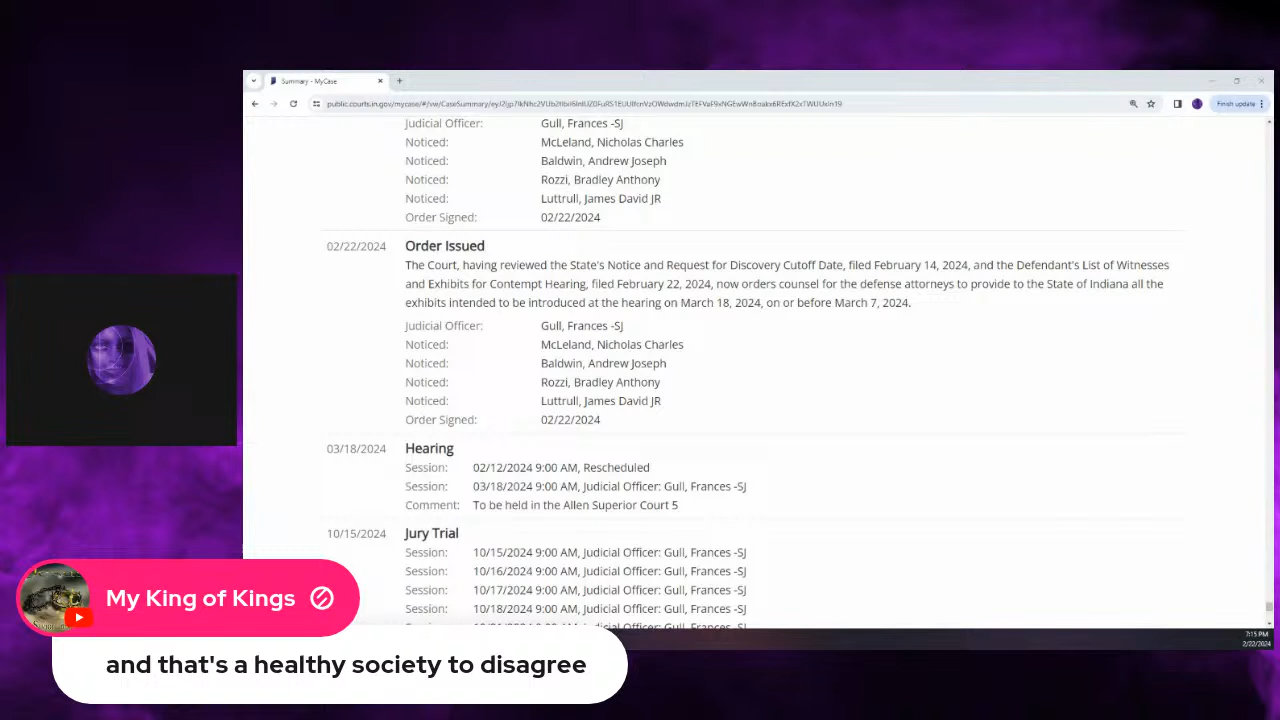 Summary - MyCase
Finish update
Judicial Officer: Gull, Frances -SJ
Noticed: McLeland, Nicholas Charles
Noticed: Baldwin, Andrew Joseph
Noticed: Rozzi, Bradley Anthony
Noticed: Luttrull, James David JR
Order Signed: 02/22/2024
02/22/2024 Order Issued
The Court, having reviewed the State's Notice and Request for Discovery Cutoff Date, filed February 14, 2024, and the Defendant's List of Witnesses
and Exhibits for Contempt Hearing, filed February 22, 2024, now orders counsel for the defense attorneys to provide to the State of Indiana all the
exhibits intended to be introduced at the hearing on March 18, 2024, on or before March 7, 2024.
Judicial Officer: Gull, Frances -SJ
Noticed: McLeland, Nicholas Charles
Noticed: Baldwin, Andrew Joseph
Noticed: Rozzi, Bradley Anthony
Noticed: Luttrull, James David JR
Order Signed: 02/22/2024
03/18/2024 Hearing
Session: 02/12/2024 9:00 AM, Rescheduled
Session: 03/18/2024 9:00 AM, Judicial Officer: Gull, Frances -SJ
Comment: To be held in the Allen Superior Court 5
10/15/2024 Jury Trial
Session: 10/15/2024 9:00 AM, Judicial Officer: Gull, Frances -SJ
Session: 10/16/2024 9:00 AM, Judicial Officer: Gull, Frances -SJ
Session: 10/17/2024 9:00 AM, Judicial Officer: Gull, Frances -SJ
Session: 10/18/2024 9:00 AM, Judicial Officer: Gull, Frances -SJ
7:15 PM
2/22/2024
My King of Kings
and that's a healthy society to disagree